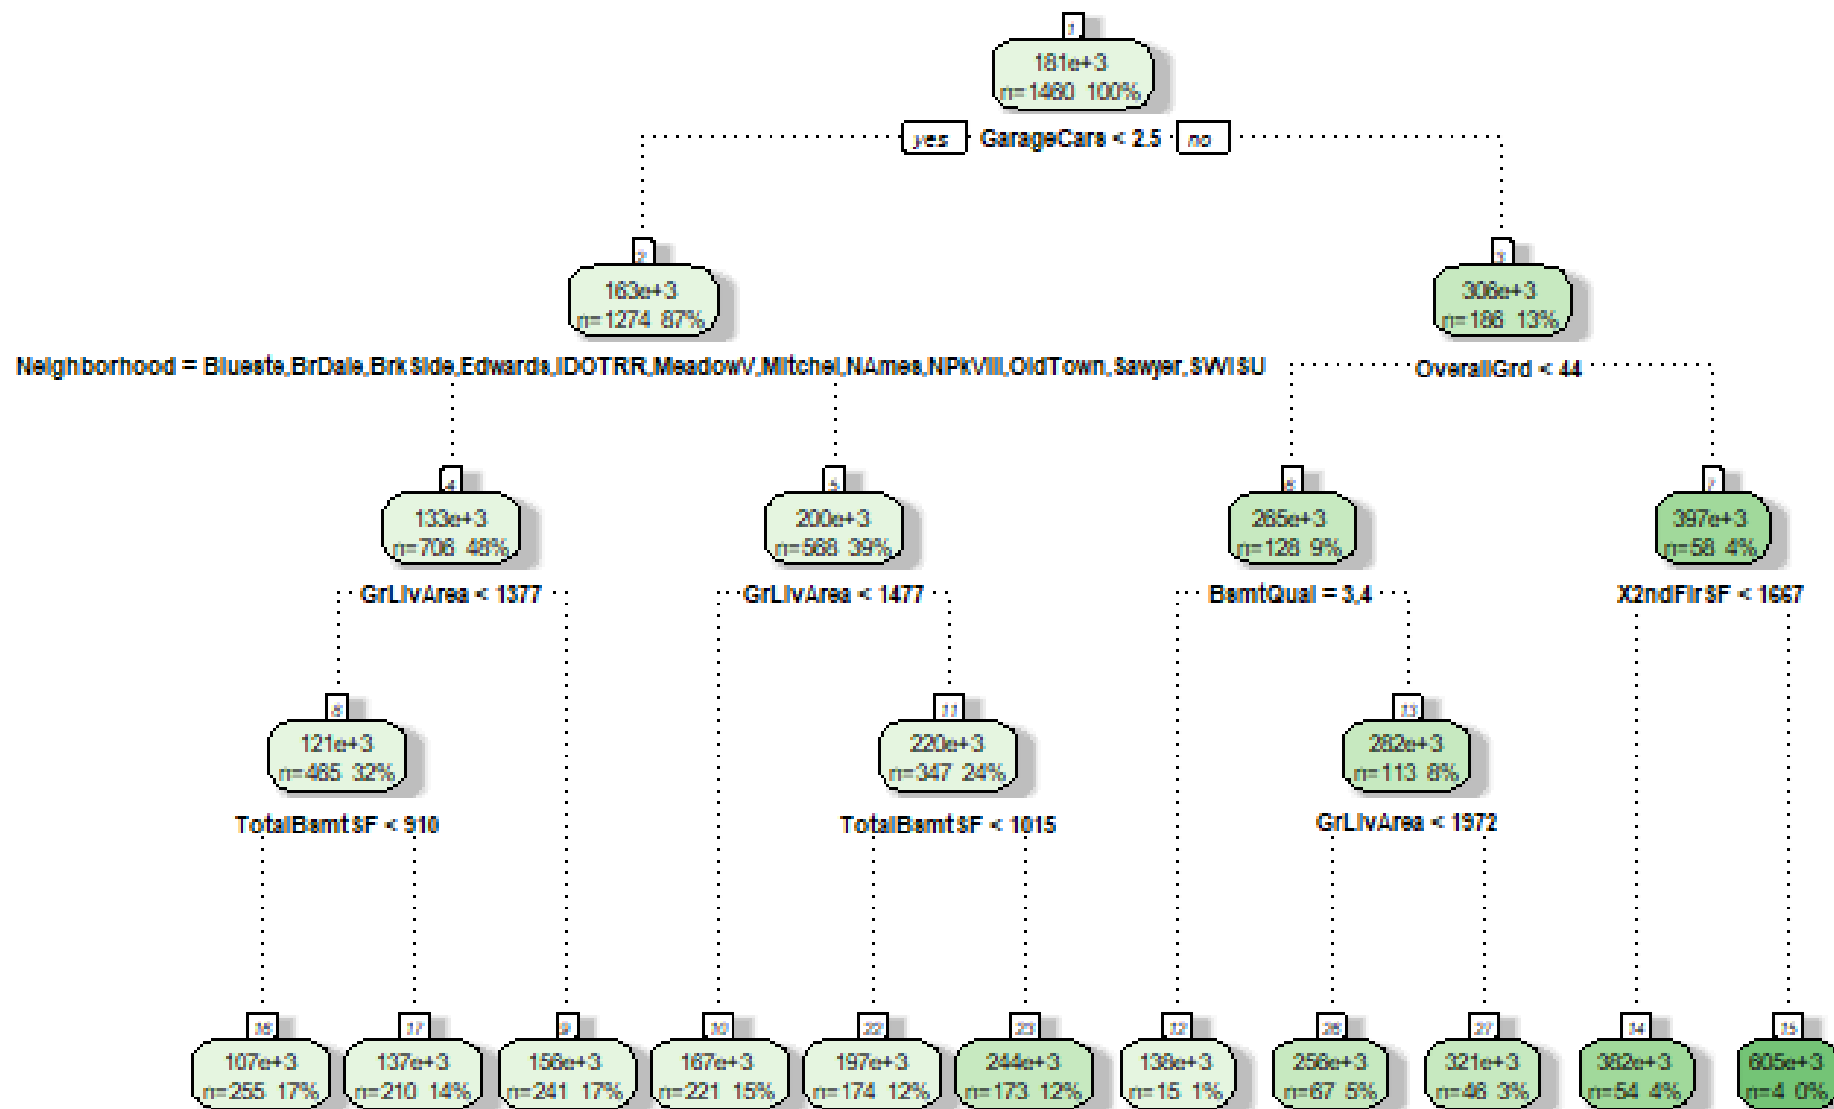 1
181e+3
n=1460 100%
yes GarageCars < 2.5 no
2
163e+3
n=1274 87%
3
306e+3
n=186 13%
Neighborhood = Blueste,BrDale,BrkSide,Edwards,IDOTRR,MeadowV,Mitchel,NAmes,NPkVill,OldTown,Sawyer,SWISU
OverallGrd < 44
4
133e+3
n=706 48%
5
200e+3
n=568 39%
6
265e+3
n=128 9%
7
397e+3
n=58 4%
GrLivArea < 1377
GrLivArea < 1477
BsmtQual = 3,4
X2ndFlrSF < 1667
8
121e+3
n=465 32%
11
220e+3
n=347 24%
13
282e+3
n=113 8%
TotalBsmtSF < 910
TotalBsmtSF < 1015
GrLivArea < 1972
16
107e+3
n=255 17%
17
137e+3
n=210 14%
9
156e+3
n=241 17%
10
167e+3
n=221 15%
22
197e+3
n=174 12%
23
244e+3
n=173 12%
12
138e+3
n=15 1%
26
256e+3
n=67 5%
27
321e+3
n=46 3%
14
382e+3
n=54 4%
15
605e+3
n=4 0%